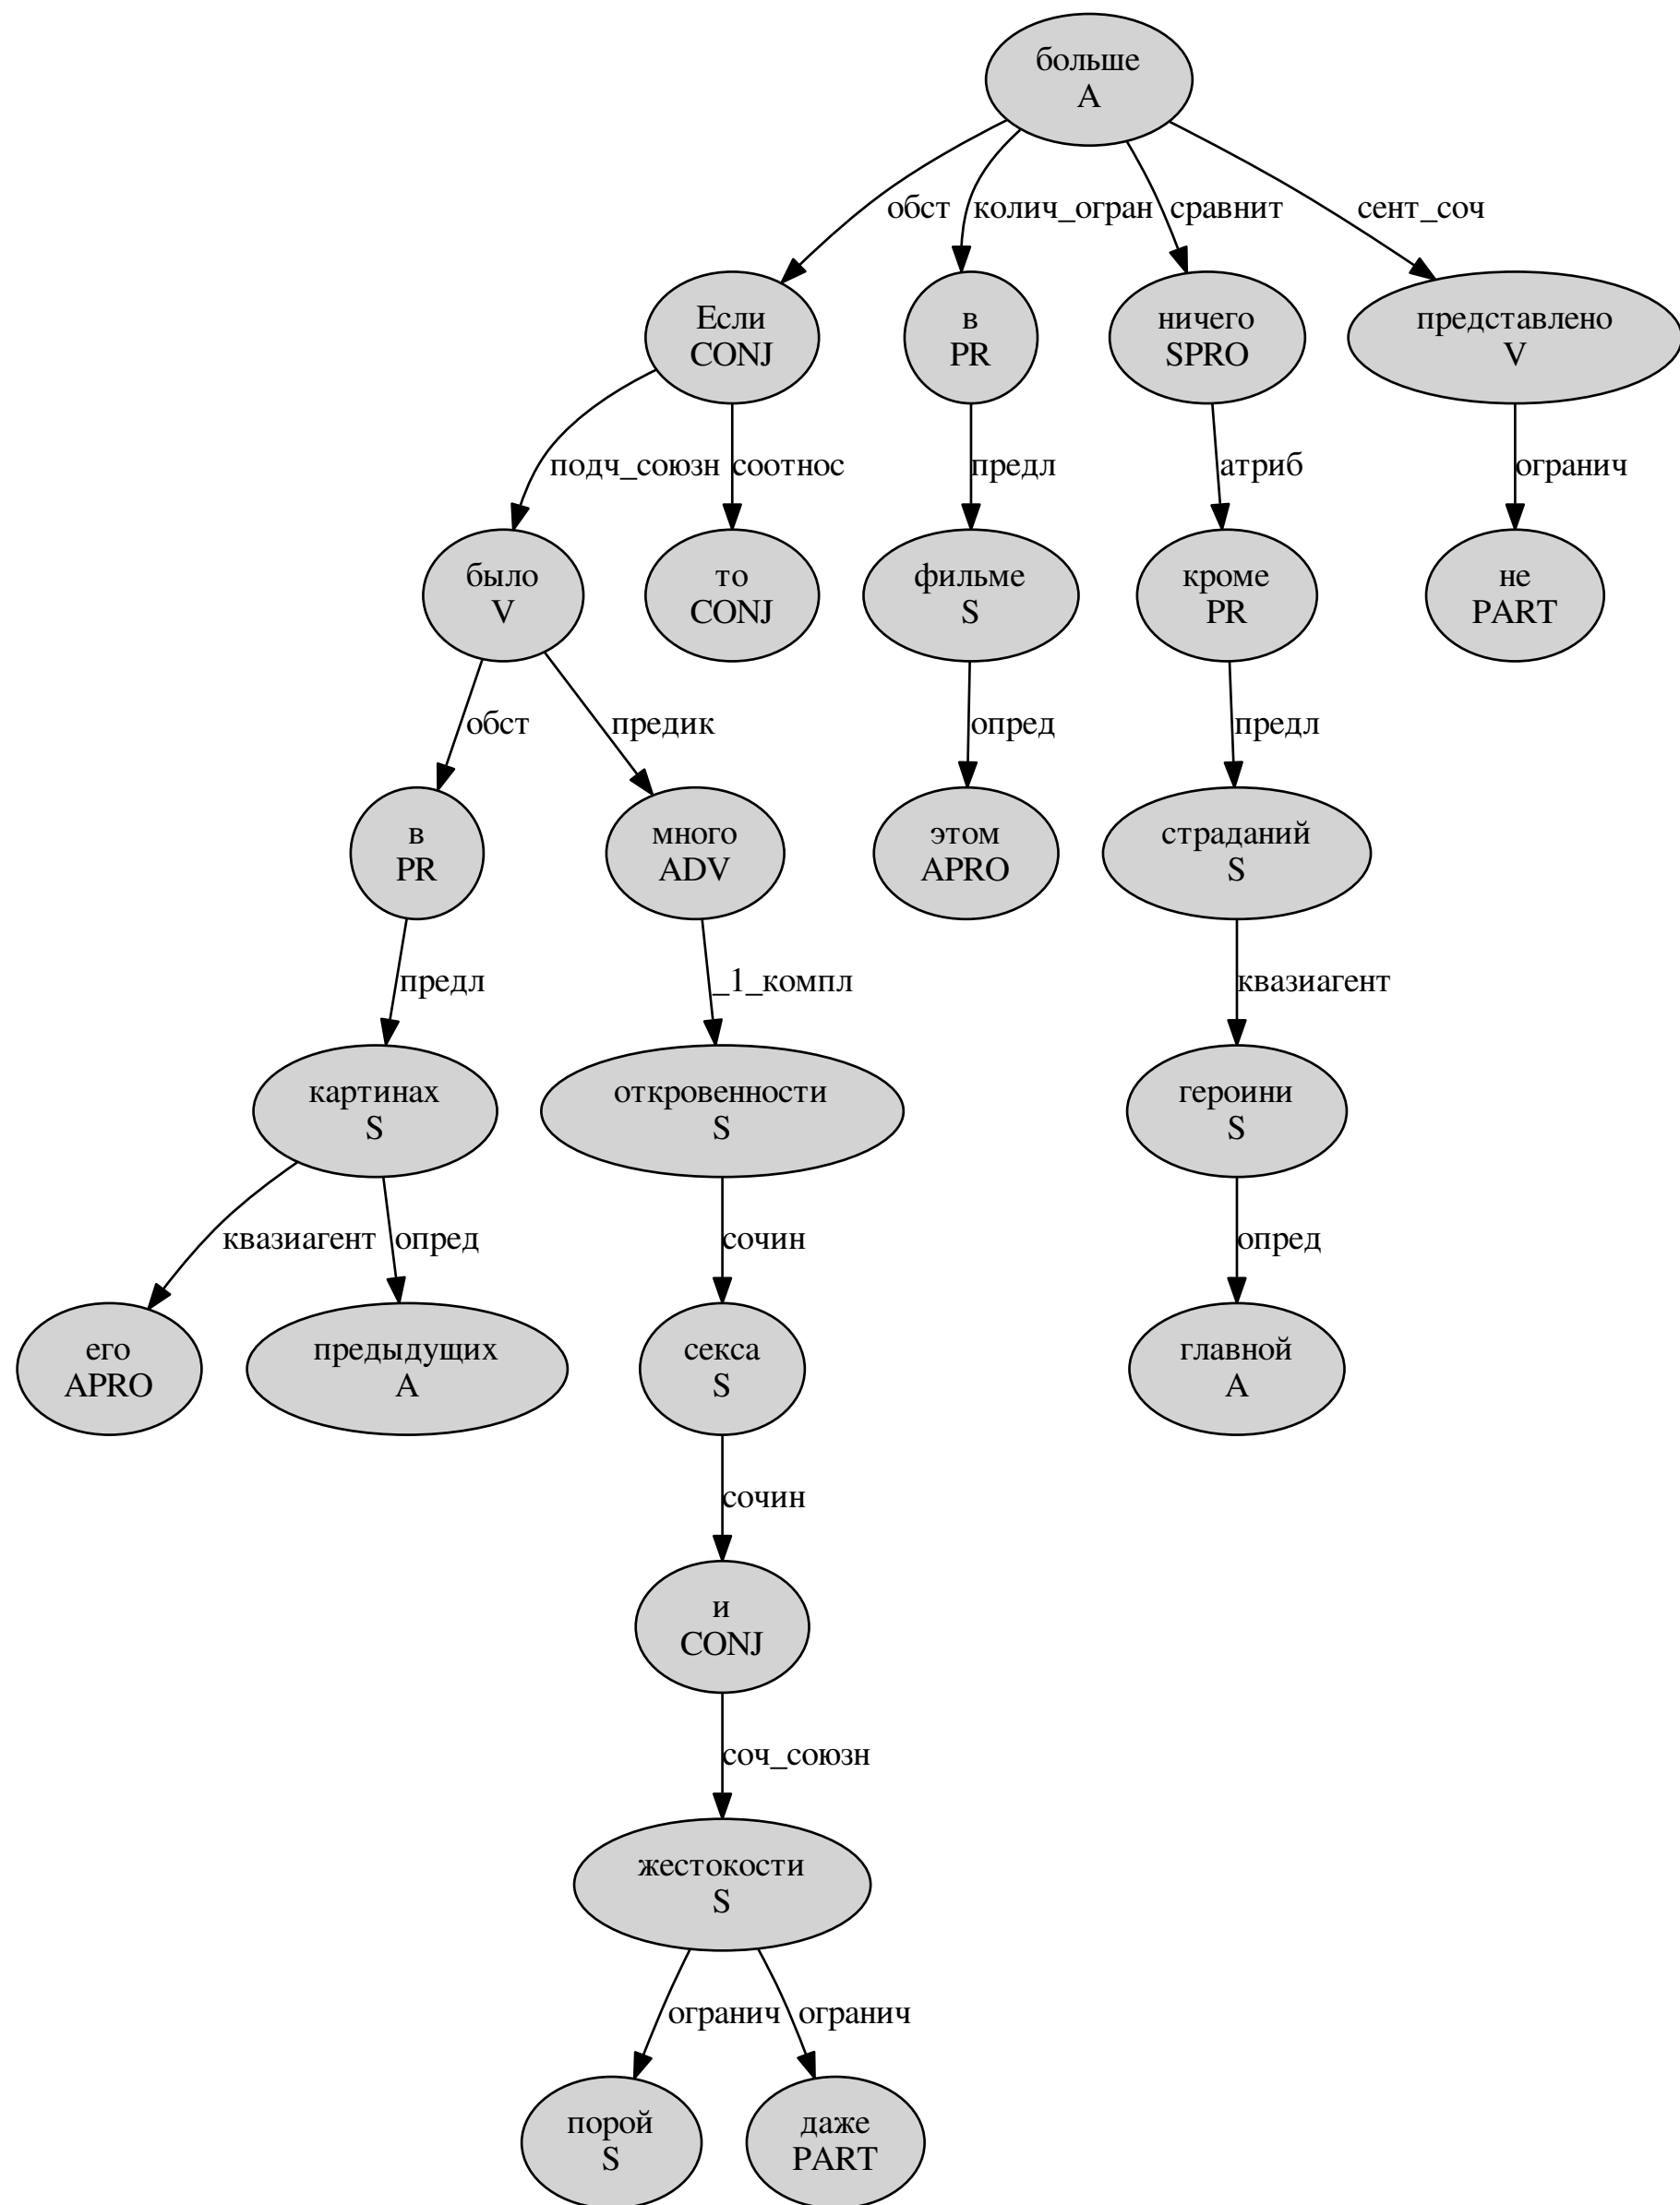 больше
A
обст
колич_огран
сравнит
сент_соч
Если
CONJ
в
PR
ничего
SPRO
представлено
V
подч_союзн
соотнос
предл
атриб
огранич
было
V
то
CONJ
фильме
S
кроме
PR
не
PART
обст
предик
опред
предл
в
PR
много
ADV
этом
APRO
страданий
S
предл
_1_компл
квазиагент
картинах
S
откровенности
S
героини
S
квазиагент
опред
сочин
опред
его
APRO
предыдущих
A
секса
S
главной
A
сочин
и
CONJ
соч_союзн
жестокости
S
огранич
огранич
порой
S
даже
PART